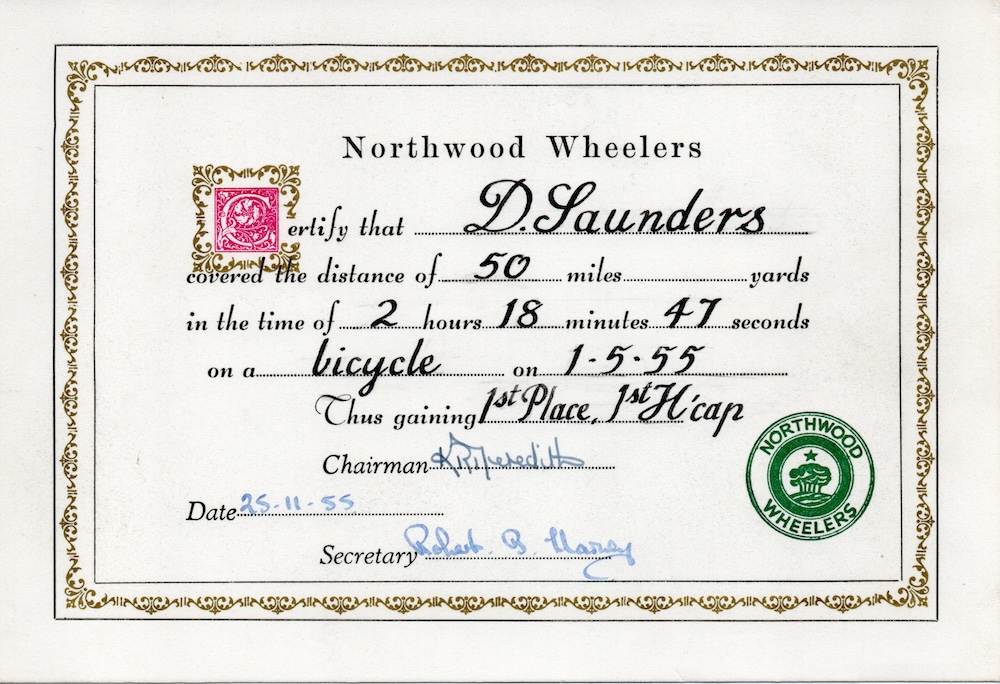 Northwood Wheelers
Certify that D. Saunders
covered the distance of 50 miles yards
in the time of 2 hours 18 minutes 47 seconds
on a bicycle on 1-5-55
Thus gaining 1st Place, 1st H'cap
Chairman K.R. Meredith
Date 25-11-55
Secretary Robert B.
NORTHWOOD
WHEELERS